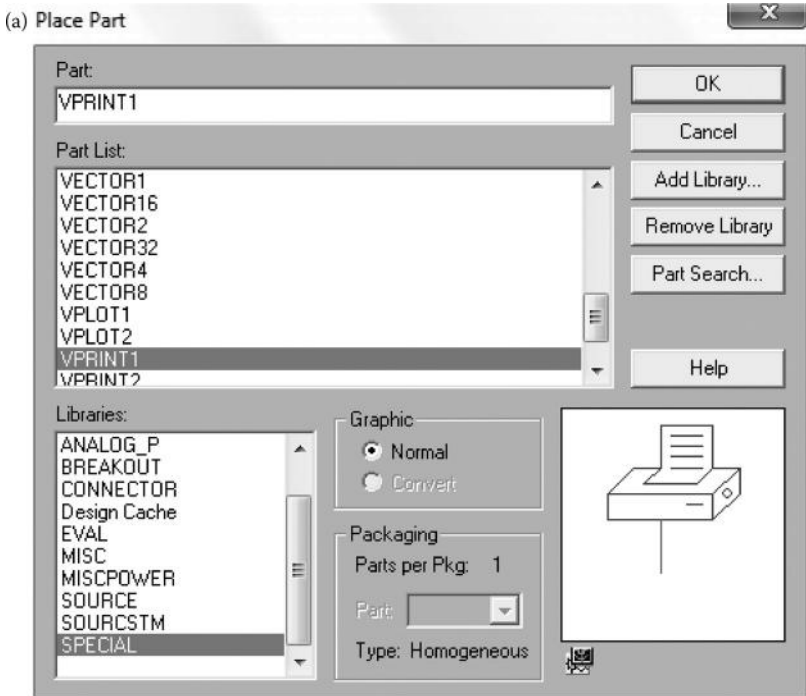 (a) Place Part
Part:
VPRINT1
Part List:
VECTOR1
VECTOR16
VECTOR2
VECTOR32
VECTOR4
VECTOR8
VPLOT1
VPLOT2
VPRINT1
VPRINT2
OK
Cancel
Add Library...
Remove Library
Part Search...
Help
Libraries:
ANALOG_P
BREAKOUT
CONNECTOR
Design Cache
EVAL
MISC
MISCPOWER
SOURCE
SOURCSTM
SPECIAL
Graphic
Normal
Convert
Packaging
Parts per Pkg: 1
Part:
Type: Homogeneous